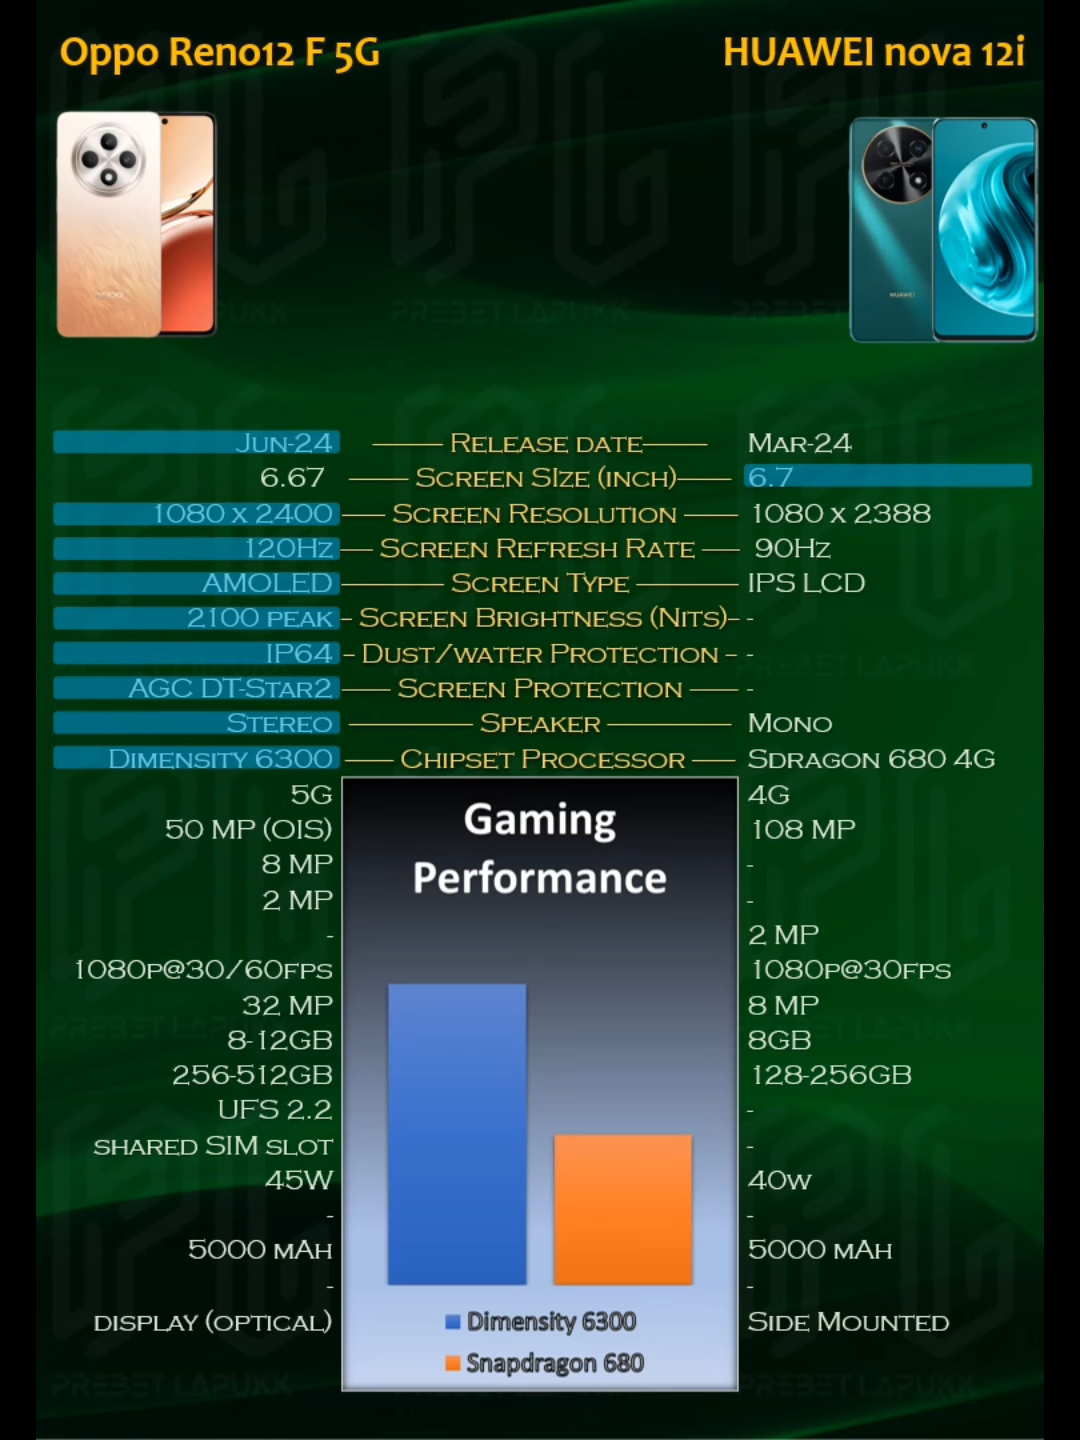 Oppo Reno12 F 5G HUAWEI nova 12i
HUAWEI
PREBET LAPUKK
Jun-24 Release date Mar-24
6.67 Screen SIze (inch) 6.7
1080 x 2400 Screen Resolution 1080 x 2388
120Hz Screen Refresh Rate 90Hz
AMOLED Screen Type IPS LCD
2100 peak - Screen Brightness (Nits)- -
IP64 - Dust/water Protection - -
AGC DT-Star2 Screen Protection -
Stereo Speaker Mono
Dimensity 6300 Chipset Processor Sdragon 680 4G
5G 4G
50 MP (OIS) 108 MP
8 MP -
2 MP -
- 2 MP
1080p@30/60fps 1080p@30fps
32 MP 8 MP
8-12GB 8GB
256-512GB 128-256GB
UFS 2.2 -
shared SIM slot -
45W 40w
- -
5000 mAh 5000 mAh
- -
display (optical) Side Mounted
Gaming
Performance
Dimensity 6300
Snapdragon 680
PREBET LAPUKK